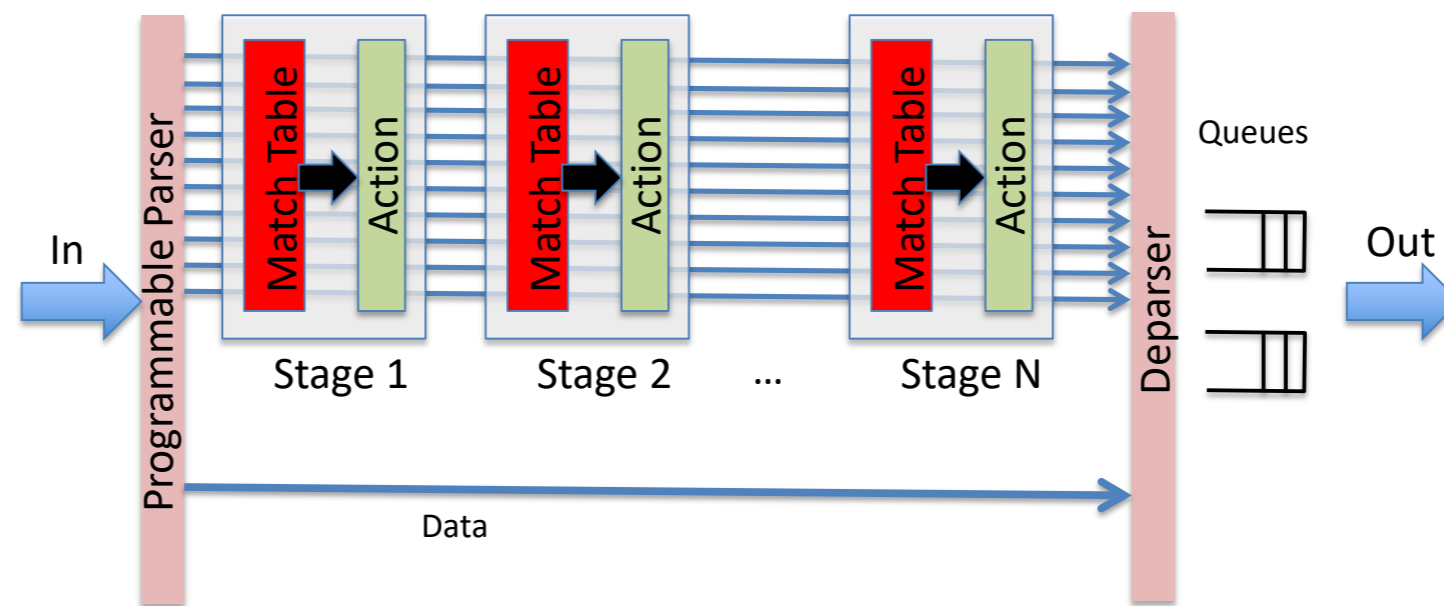 In
Programmable Parser
Match Table
Action
Stage 1
Match Table
Action
Stage 2
...
Match Table
Action
Stage N
Data
Deparser
Queues
Out